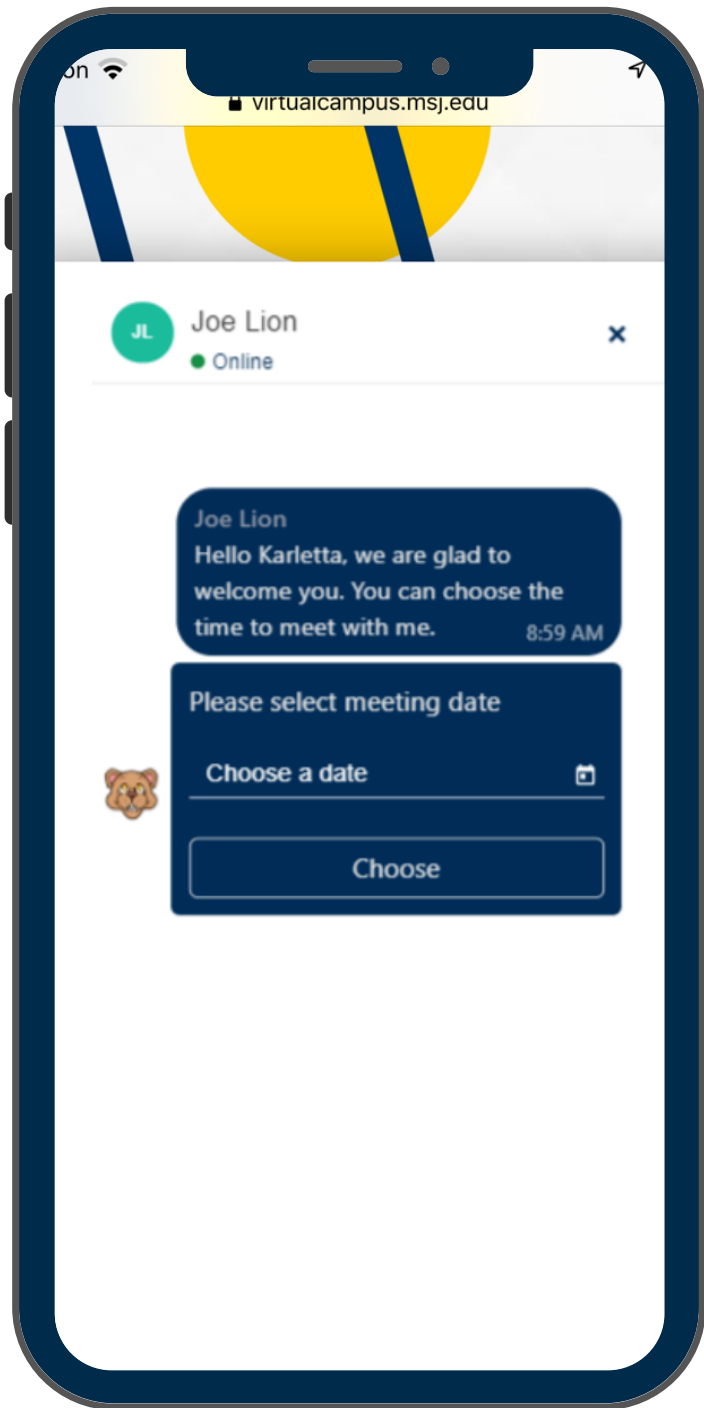 on
virtualcampus.msj.edu
JL
Joe Lion
Online
Joe Lion
Hello Karletta, we are glad to
welcome you. You can choose the
time to meet with me.
8:59 AM
Please select meeting date
Choose a date
Choose